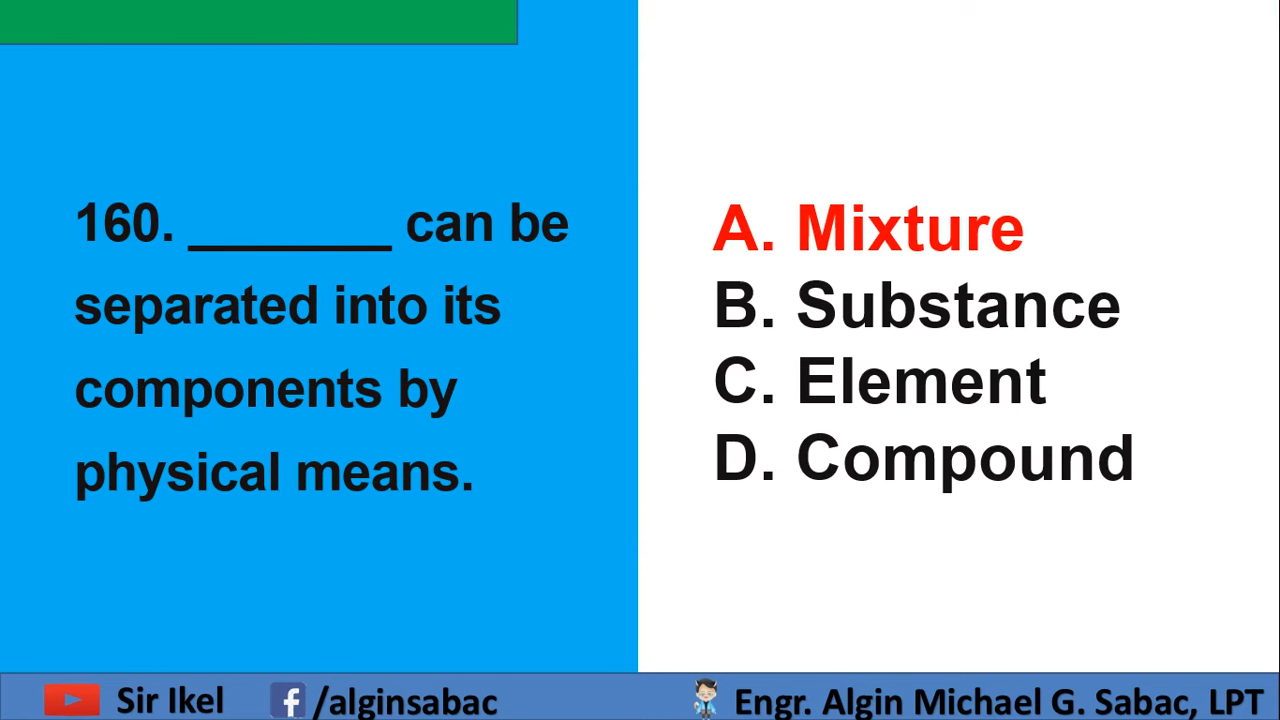 160. ________ can be
separated into its
components by
physical means.
A. Mixture
B. Substance
C. Element
D. Compound
Sir Ikel
/alginsabac
Engr. Algin Michael G. Sabac, LPT